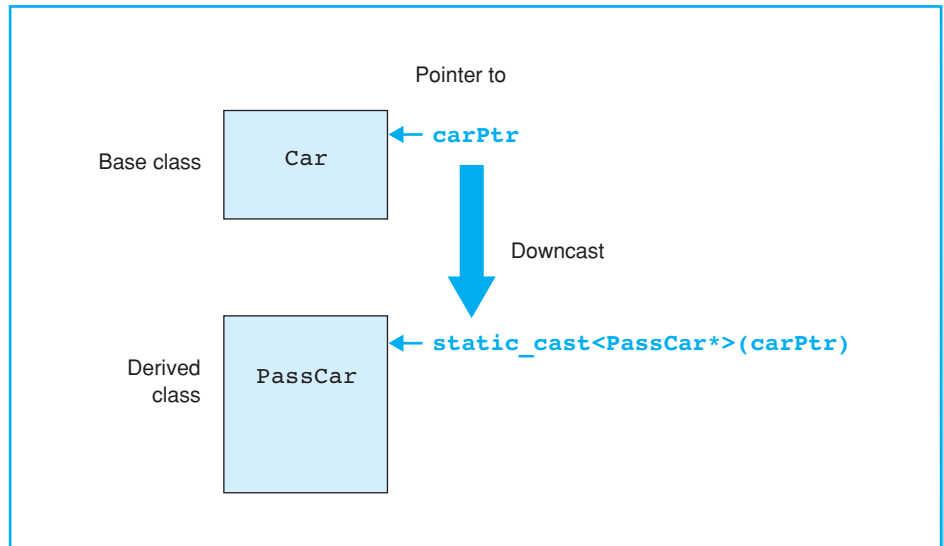 Pointer to
carPtr
Base class
Car
Downcast
static_cast<PassCar*>(carPtr)
Derived
class
PassCar